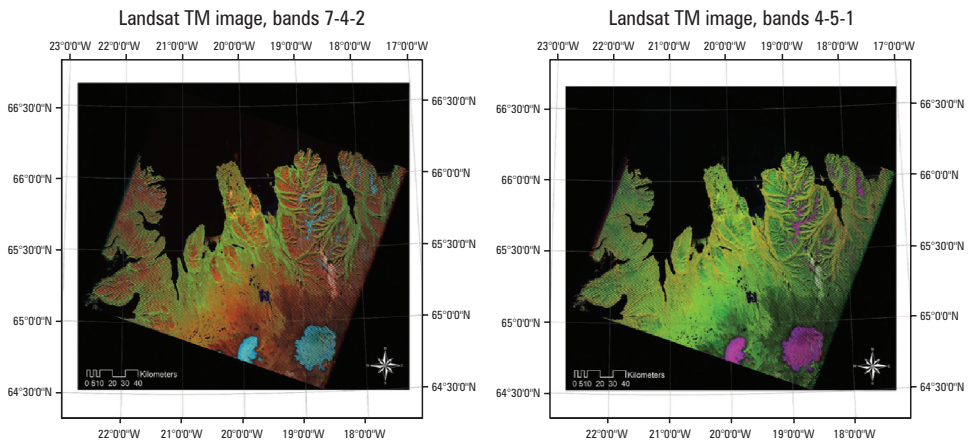 Landsat TM image, bands 7-4-2
23°0'0"W 22°0'0"W 21°0'0"W 20°0'0"W 19°0'0"W 18°0'0"W 17°0'0"W
66°30'0"N
66°30'0"N
66°0'0"N
66°0'0"N
65°30'0"N
65°30'0"N
65°0'0"N
65°0'0"N
64°30'0"N
64°30'0"N
Kilometers
0 5 10 20 30 40
22°0'0"W 21°0'0"W 20°0'0"W 19°0'0"W 18°0'0"W
Landsat TM image, bands 4-5-1
23°0'0"W 22°0'0"W 21°0'0"W 20°0'0"W 19°0'0"W 18°0'0"W 17°0'0"W
66°30'0"N
66°30'0"N
66°0'0"N
66°0'0"N
65°30'0"N
65°30'0"N
65°0'0"N
65°0'0"N
64°30'0"N
64°30'0"N
Kilometers
0 5 10 20 30 40
22°0'0"W 21°0'0"W 20°0'0"W 19°0'0"W 18°0'0"W